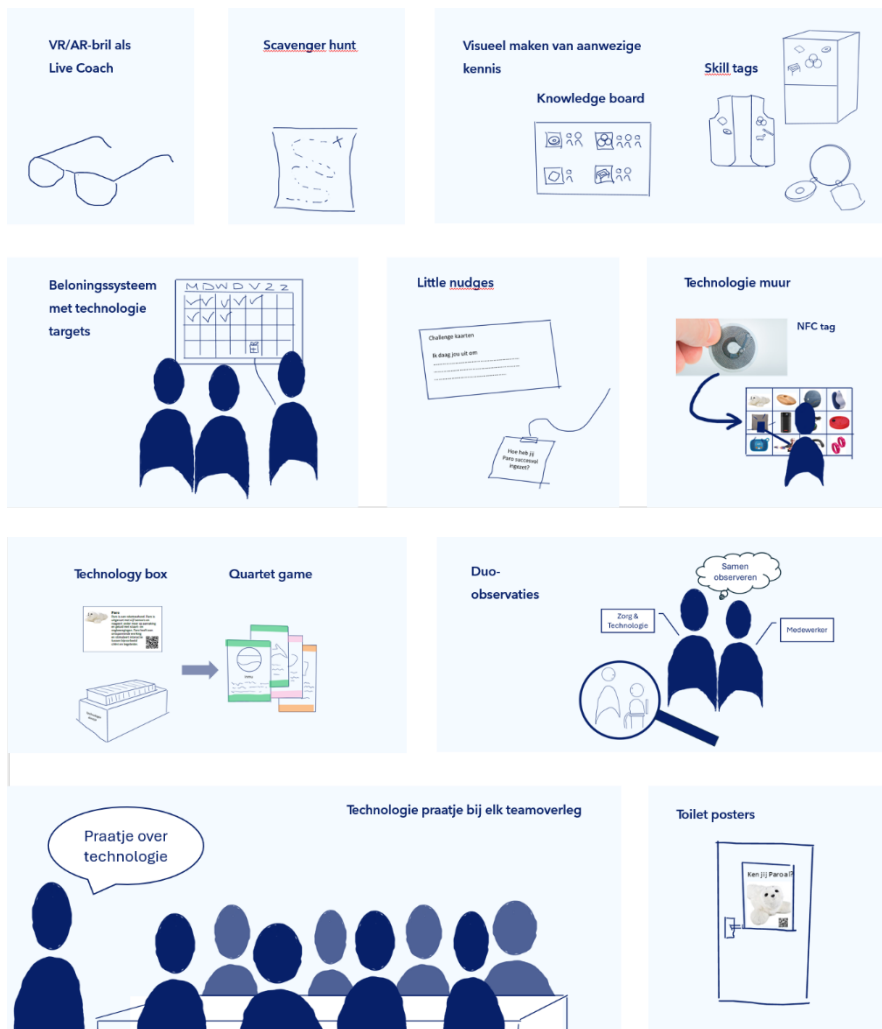 VR/AR-bril als
Live Coach
Scavenger hunt
Visueel maken van aanwezige
kennis
Skill tags
Knowledge board
Beloningssysteem
met technologie
targets
M D W D V Z Z
Little nudges
Challenge kaarten
Ik daag jou uit om
Hoe heb jij
Paro succesvol
ingezet?
Technologie muur
NFC tag
Technology box
Quartet game
Paro
Duo-
observaties
Samen
observeren
Zorg &
Technologie
Medewerker
Technologie praatje bij elk teamoverleg
Praatje over
technologie
Toilet posters
Ken jij Paro al?